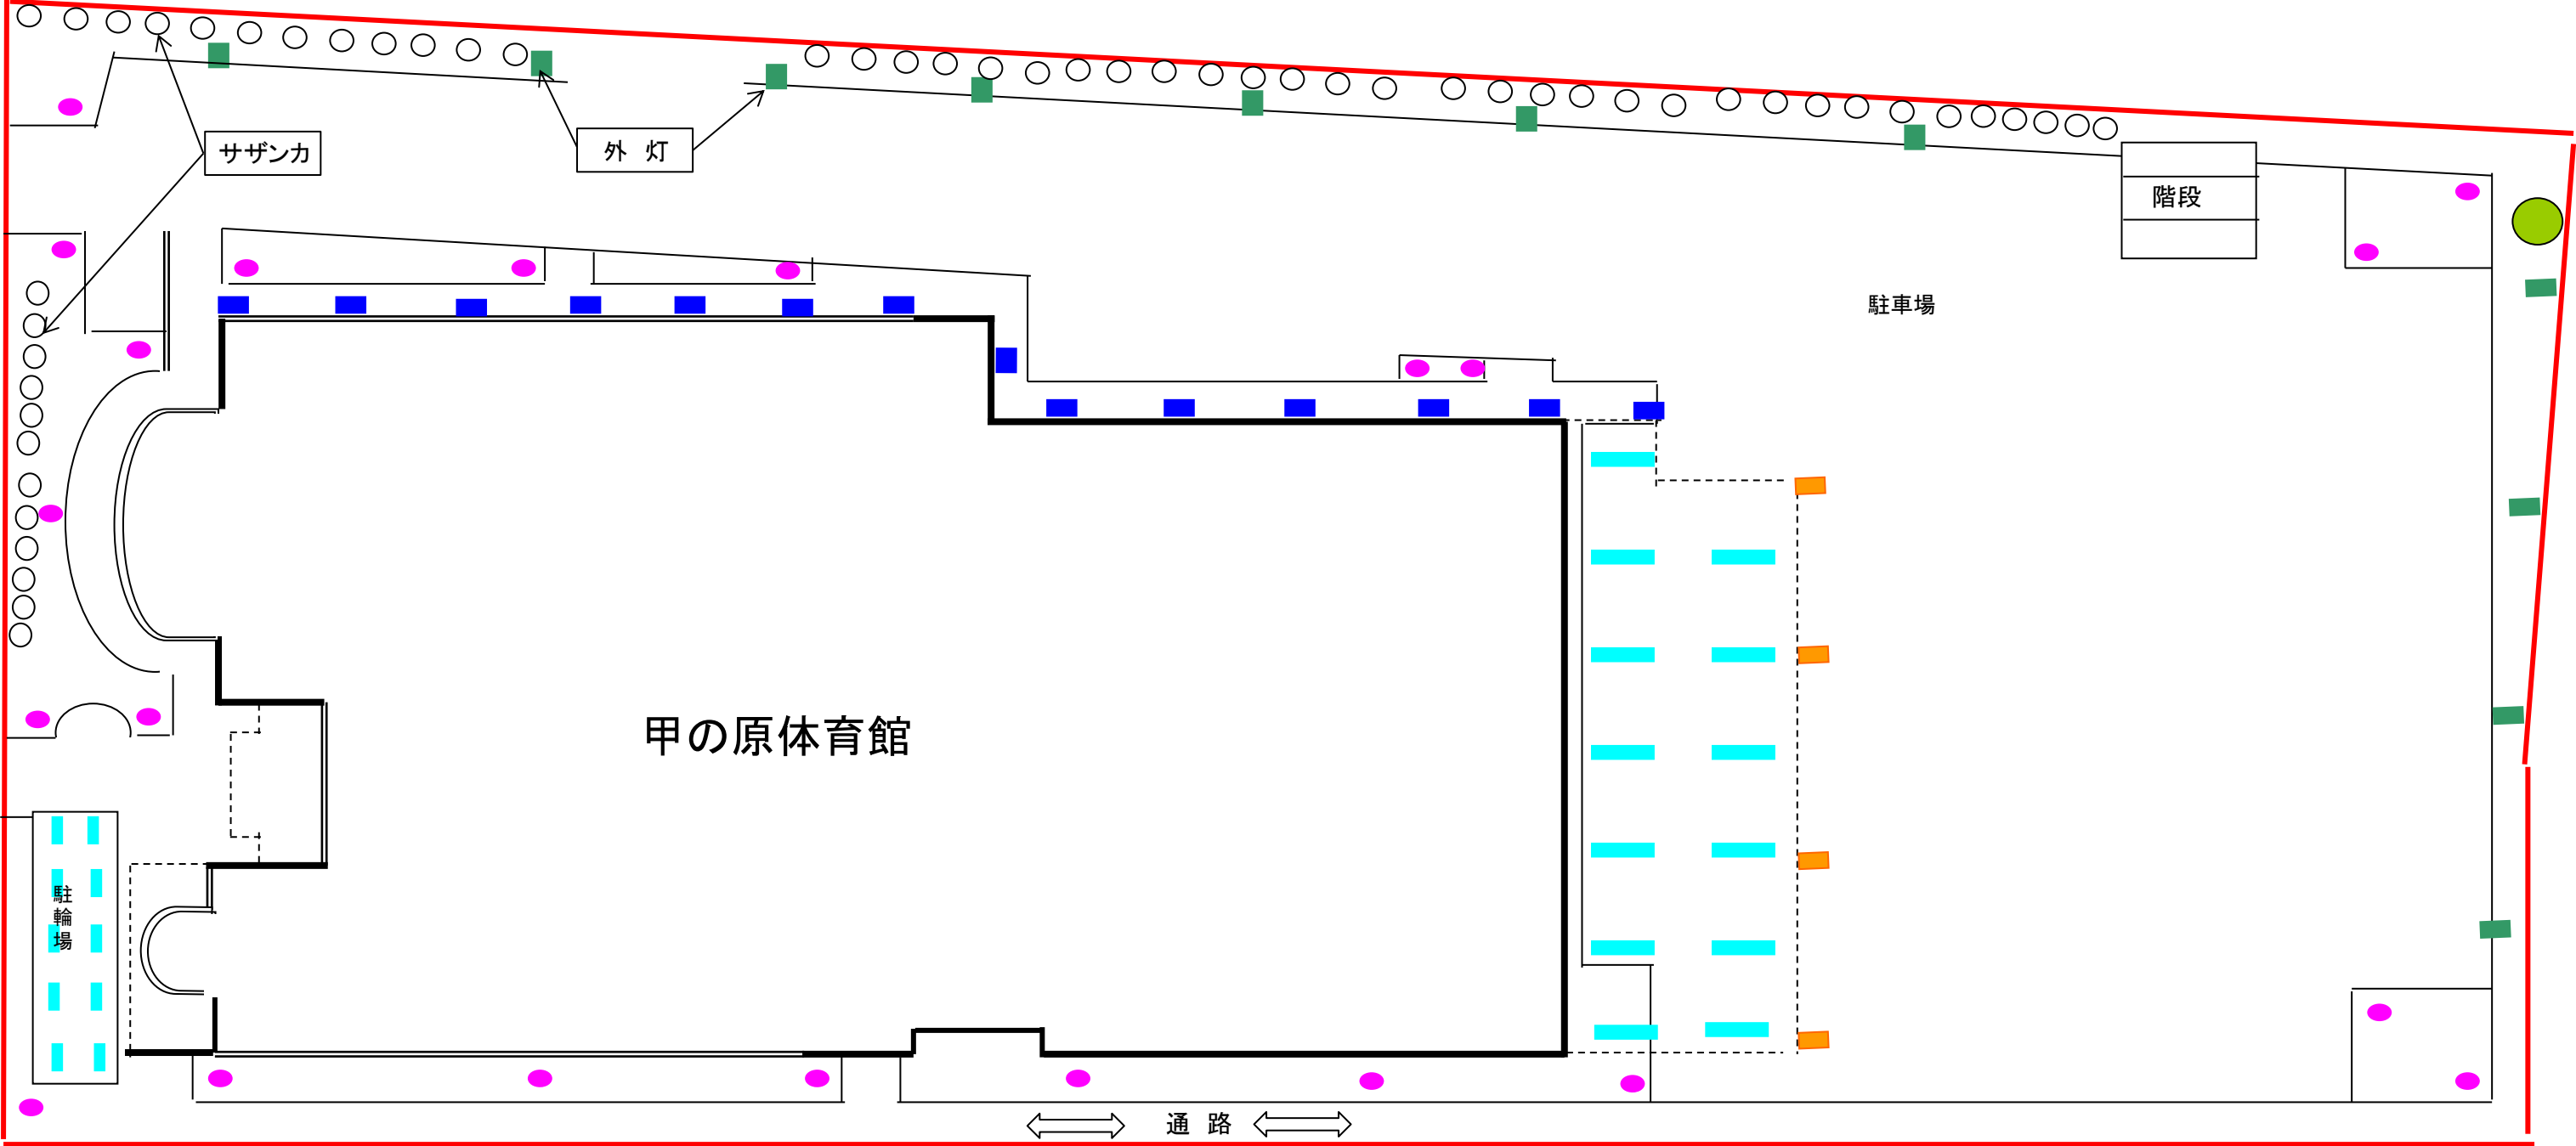 サザンカ
外 灯
階段
駐車場
甲の原体育館
駐輪場
通 路